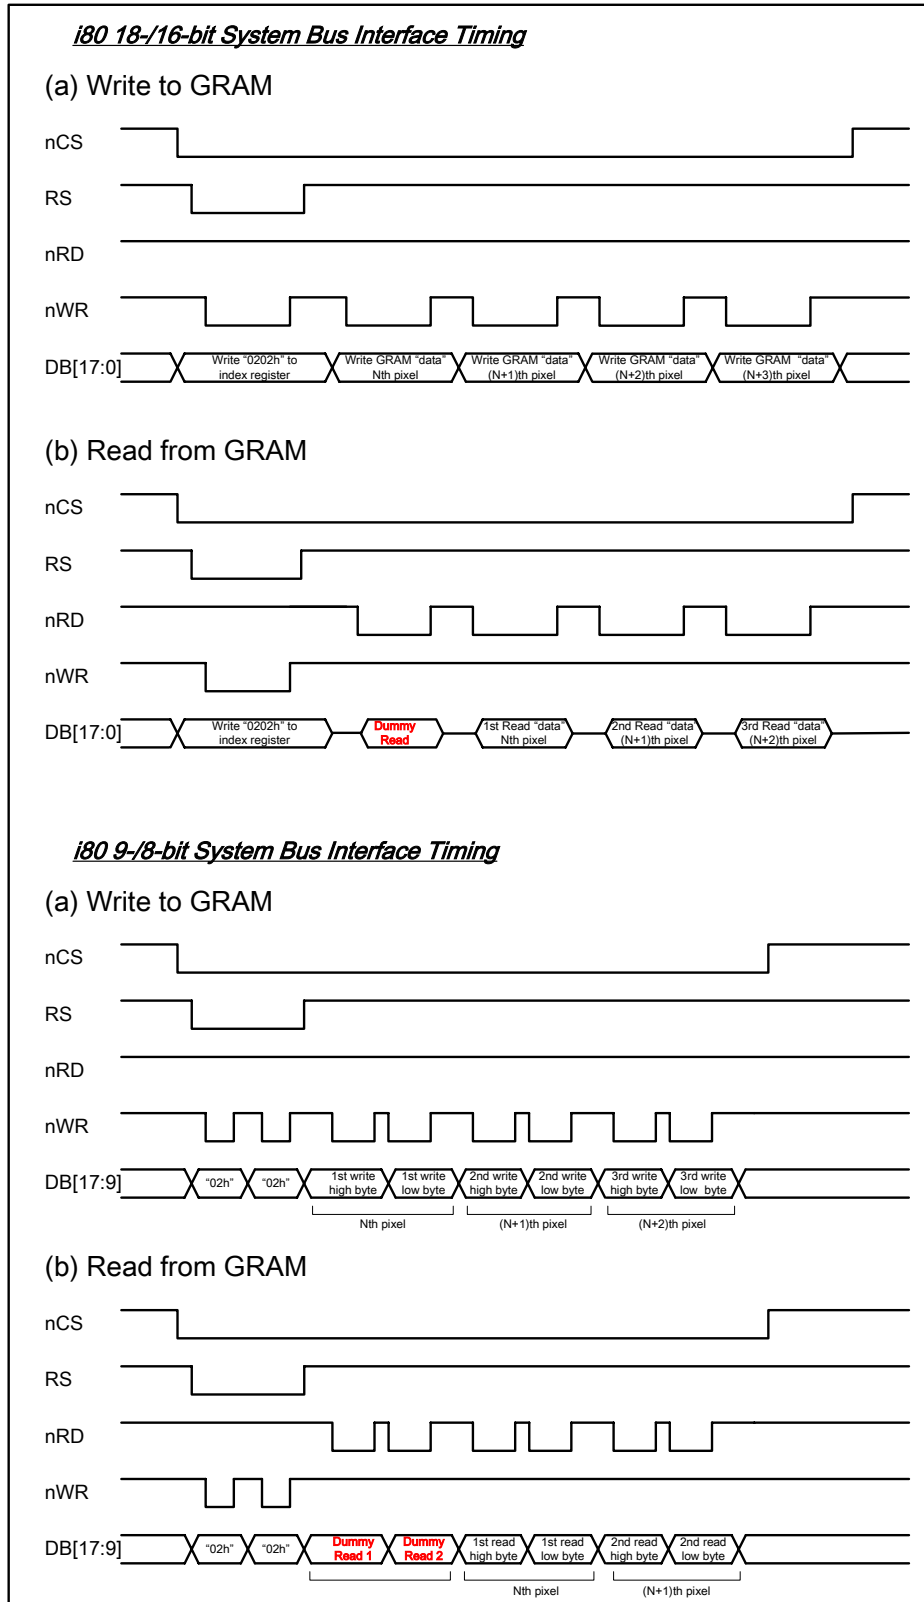 i80 18-/16-bit System Bus Interface Timing
(a) Write to GRAM
nCS
RS
nRD
nWR
DB[17:0]
Write “0202h” to
index register
Write GRAM “data”
Nth pixel
Write GRAM “data”
(N+1)th pixel
Write GRAM “data”
(N+2)th pixel
Write GRAM “data”
(N+3)th pixel
(b) Read from GRAM
nCS
RS
nRD
nWR
DB[17:0]
Write “0202h” to
index register
Dummy
Read
1st Read “data”
Nth pixel
2nd Read “data”
(N+1)th pixel
3rd Read “data”
(N+2)th pixel
i80 9-/8-bit System Bus Interface Timing
(a) Write to GRAM
nCS
RS
nRD
nWR
DB[17:9]
“02h”
“02h”
1st write
high byte
1st write
low byte
2nd write
high byte
2nd write
low byte
3rd write
high byte
3rd write
low byte
Nth pixel
(N+1)th pixel
(N+2)th pixel
(b) Read from GRAM
nCS
RS
nRD
nWR
DB[17:9]
“02h”
“02h”
Dummy
Read 1
Dummy
Read 2
1st read
high byte
1st read
low byte
2nd read
high byte
2nd read
low byte
Nth pixel
(N+1)th pixel